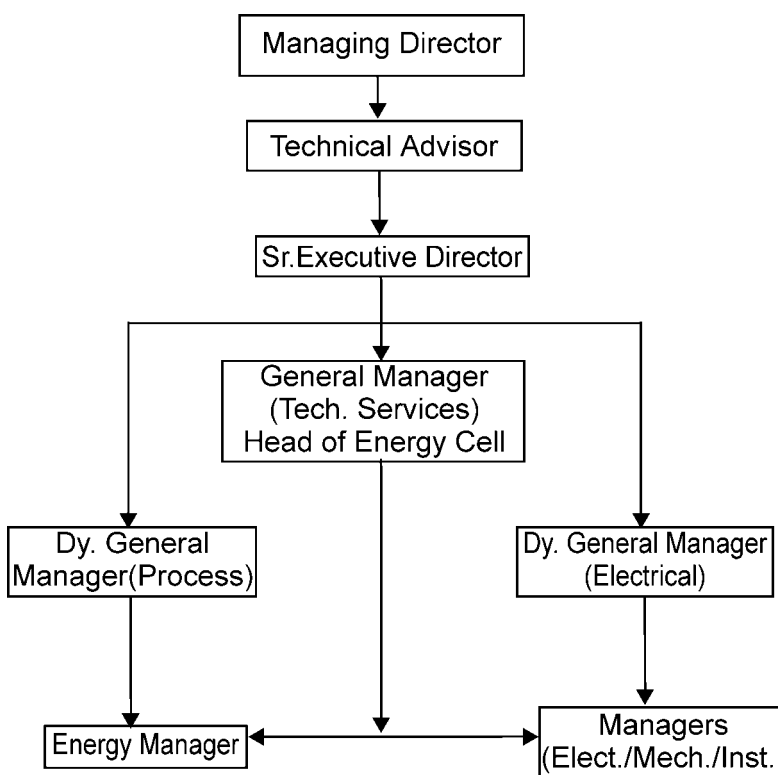 Managing Director
Technical Advisor
Sr.Executive Director
General Manager
(Tech. Services)
Head of Energy Cell
Dy. General
Manager(Process)
Dy. General Manager
(Electrical)
Energy Manager
Managers
(Elect./Mech./Inst.